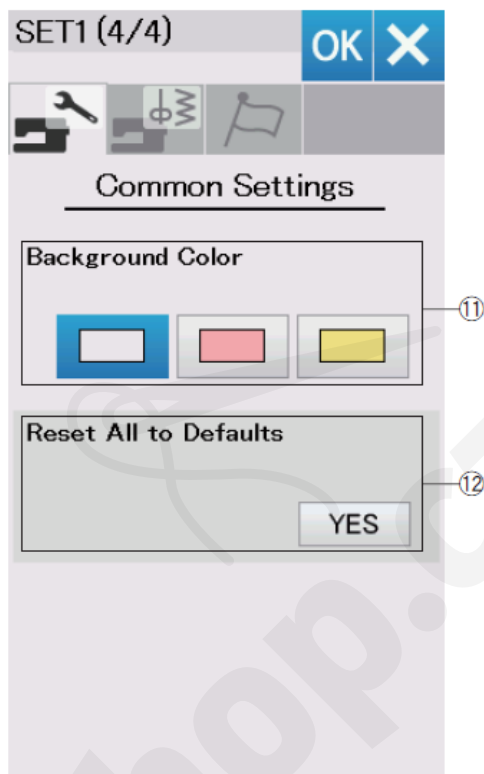 SET1 (4/4)
OK
Common Settings
Background Color
⑪
Reset All to Defaults
⑫
YES